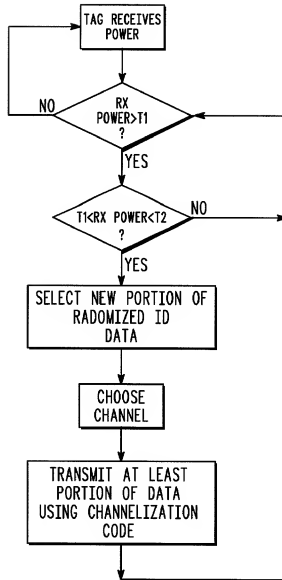 TAG RECEIVES
POWER
NO
RX
POWER>T1
?
YES
T1<RX POWER<T2
?
NO
YES
SELECT NEW PORTION OF
RADOMIZED ID
DATA
CHOOSE
CHANNEL
TRANSMIT AT LEAST
PORTION OF DATA
USING CHANNELIZATION
CODE